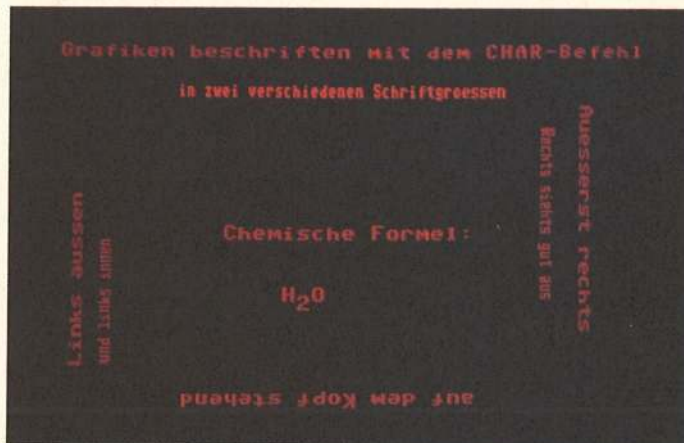 Grafiken beschriften mit dem CHAR-Befehl
in zwei verschiedenen Schriftgroessen
Links aussen
und links innen
Chemische Formel:
H₂O
Rechts siehts gut aus
Aeusserst rechts
auf dem Kopf stehend